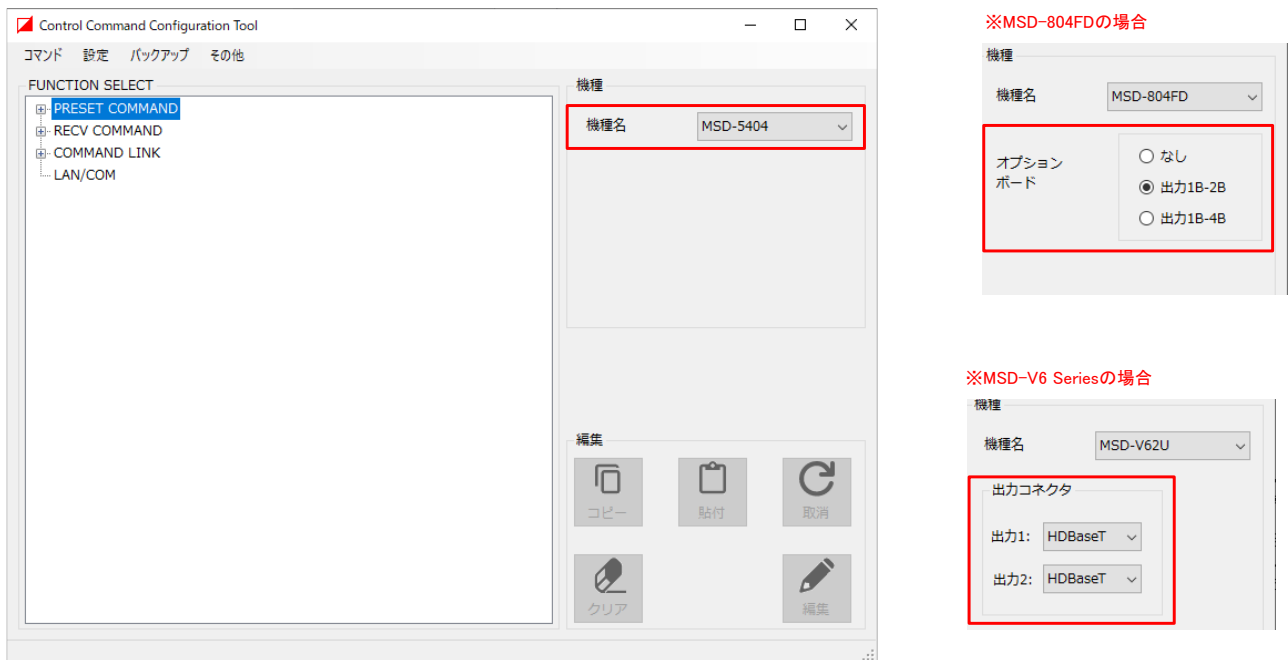 Control Command Configuration Tool
コマンド 設定 バックアップ その他
FUNCTION SELECT
PRESET COMMAND
RECV COMMAND
COMMAND LINK
LAN/COM
機種
機種名 MSD-5404
編集
コピー
貼付
取消
クリア
編集
※MSD-804FDの場合
機種
機種名 MSD-804FD
オプション
ボード
なし
出力1B-2B
出力1B-4B
※MSD-V6 Seriesの場合
機種
機種名 MSD-V62U
出力コネクタ
出力1: HDBaseT
出力2: HDBaseT